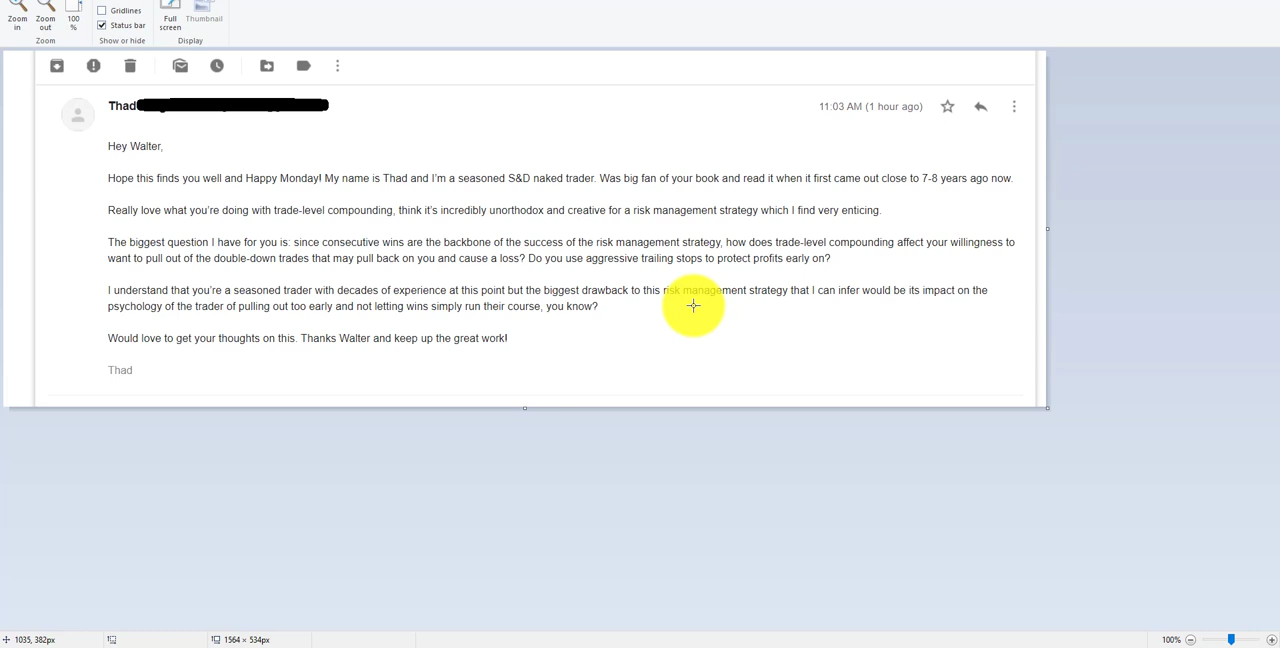 Zoom in
Zoom out
100 %
Gridlines
Status bar
Full screen
Thumbnail
Zoom
Show or hide
Display
Thad
11:03 AM (1 hour ago)
Hey Walter,
Hope this finds you well and Happy Monday! My name is Thad and I'm a seasoned S&D naked trader. Was big fan of your book and read it when it first came out close to 7-8 years ago now.
Really love what you're doing with trade-level compounding, think it's incredibly unorthodox and creative for a risk management strategy which I find very enticing.
The biggest question I have for you is: since consecutive wins are the backbone of the success of the risk management strategy, how does trade-level compounding affect your willingness to
want to pull out of the double-down trades that may pull back on you and cause a loss? Do you use aggressive trailing stops to protect profits early on?
I understand that you're a seasoned trader with decades of experience at this point but the biggest drawback to this risk management strategy that I can infer would be its impact on the
psychology of the trader of pulling out too early and not letting wins simply run their course, you know?
Would love to get your thoughts on this. Thanks Walter and keep up the great work!
Thad
1035, 382px
1564 × 534px
100%